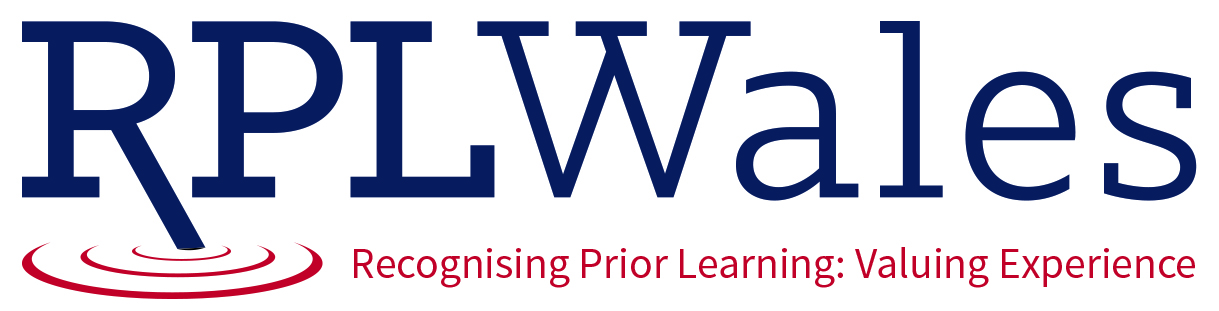 RPLWales
Recognising Prior Learning: Valuing Experience